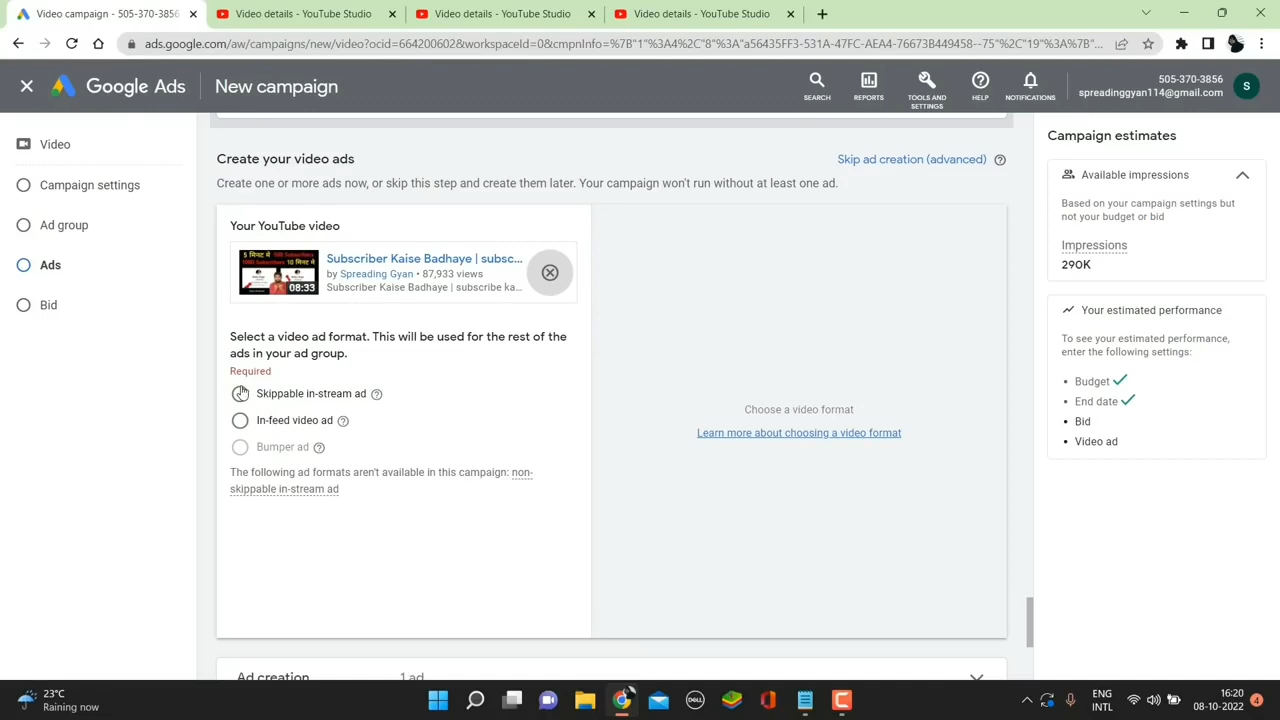 Video campaign - 505-370-3856
Video details - YouTube Studio
Video details - YouTube Studio
Video details - YouTube Studio
ads.google.com/aw/campaigns/new/video?ocid=664200602&workspaceId=0&cmpnInfo=%7B"1"%3A4%2C"8"%3A"a56435FF3-531A-47FC-AEA4-76673B449458--75"%2C"19"%3A%7B"...
Google Ads
New campaign
SEARCH
REPORTS
TOOLS AND
SETTINGS
HELP
NOTIFICATIONS
505-370-3856
spreadinggyan114@gmail.com
S
Video
Campaign settings
Ad group
Ads
Bid
Create your video ads
Skip ad creation (advanced)
Create one or more ads now, or skip this step and create them later. Your campaign won't run without at least one ad.
Your YouTube video
08:33
Subscriber Kaise Badhaye | subsc...
by Spreading Gyan • 87,933 views
Subscriber Kaise Badhaye | subscribe ka...
Select a video ad format. This will be used for the rest of the
ads in your ad group.
Required
Skippable in-stream ad
In-feed video ad
Bumper ad
The following ad formats aren't available in this campaign: non-
skippable in-stream ad
Choose a video format
Learn more about choosing a video format
Ad creation
1 ad
Campaign estimates
Available impressions
Based on your campaign settings but
not your budget or bid
Impressions
290K
Your estimated performance
To see your estimated performance,
enter the following settings:
• Budget
• End date
• Bid
• Video ad
23°C
Raining now
DELL
ENG
INTL
16:20
08-10-2022
4